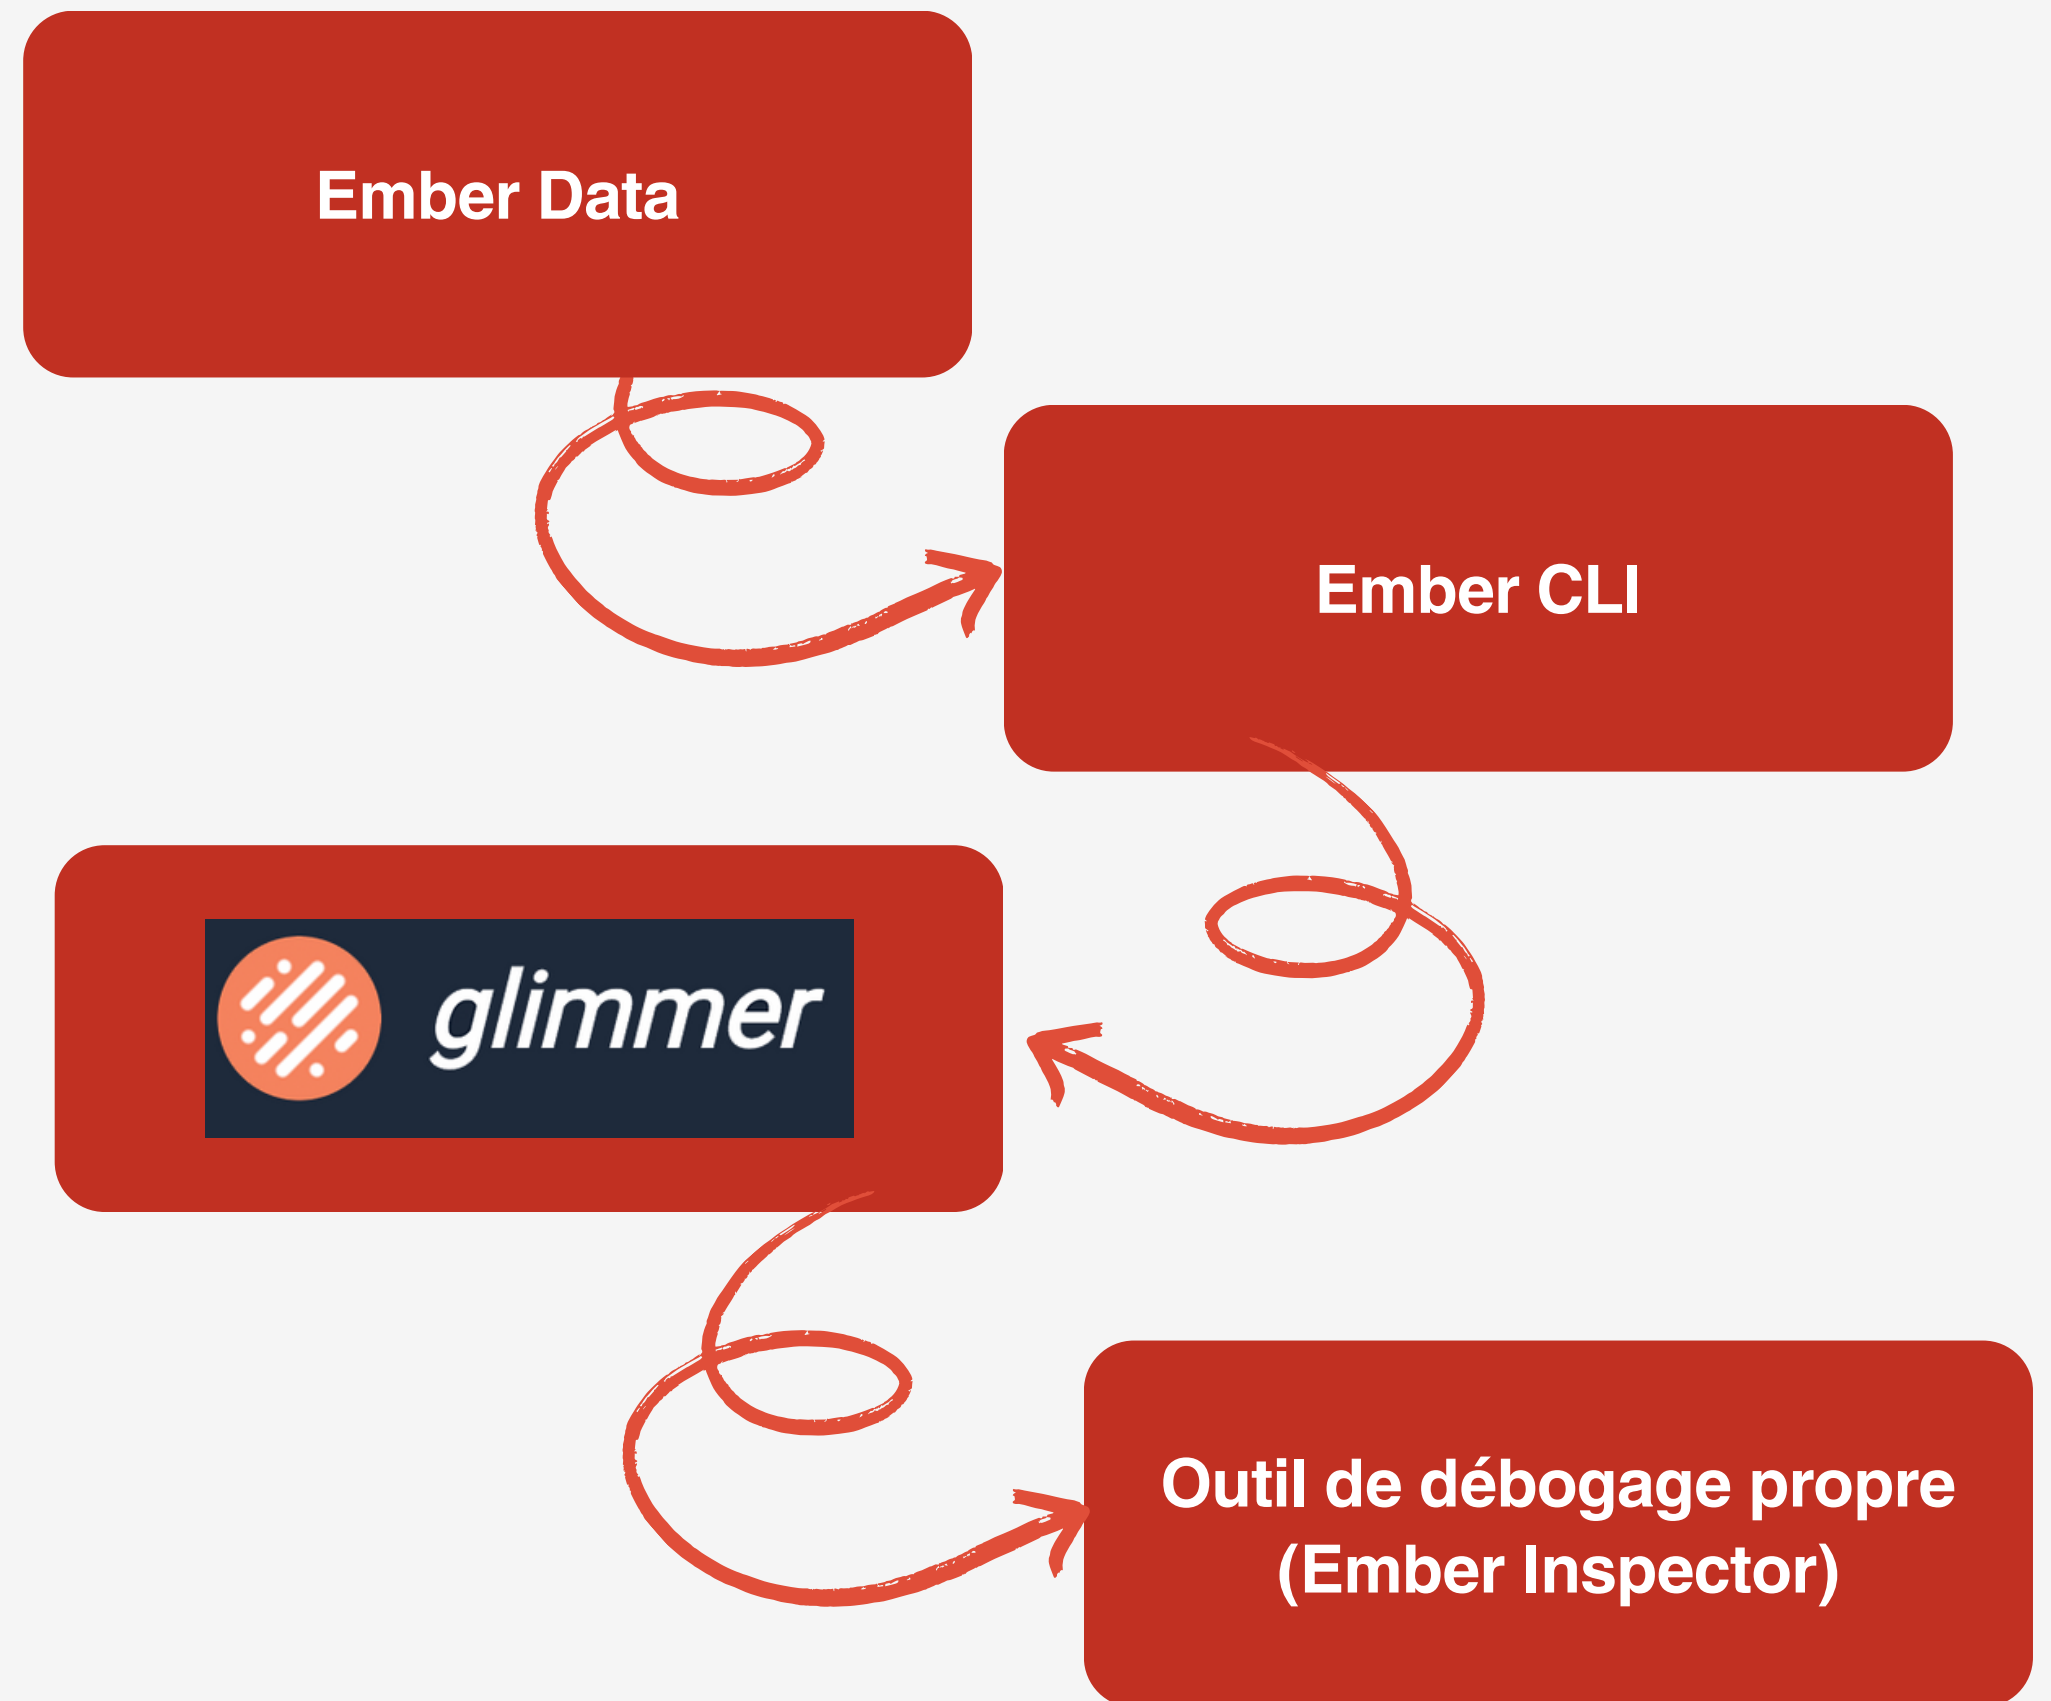 Ember Data
Ember CLI
glimmer
Outil de débogage propre
(Ember Inspector)